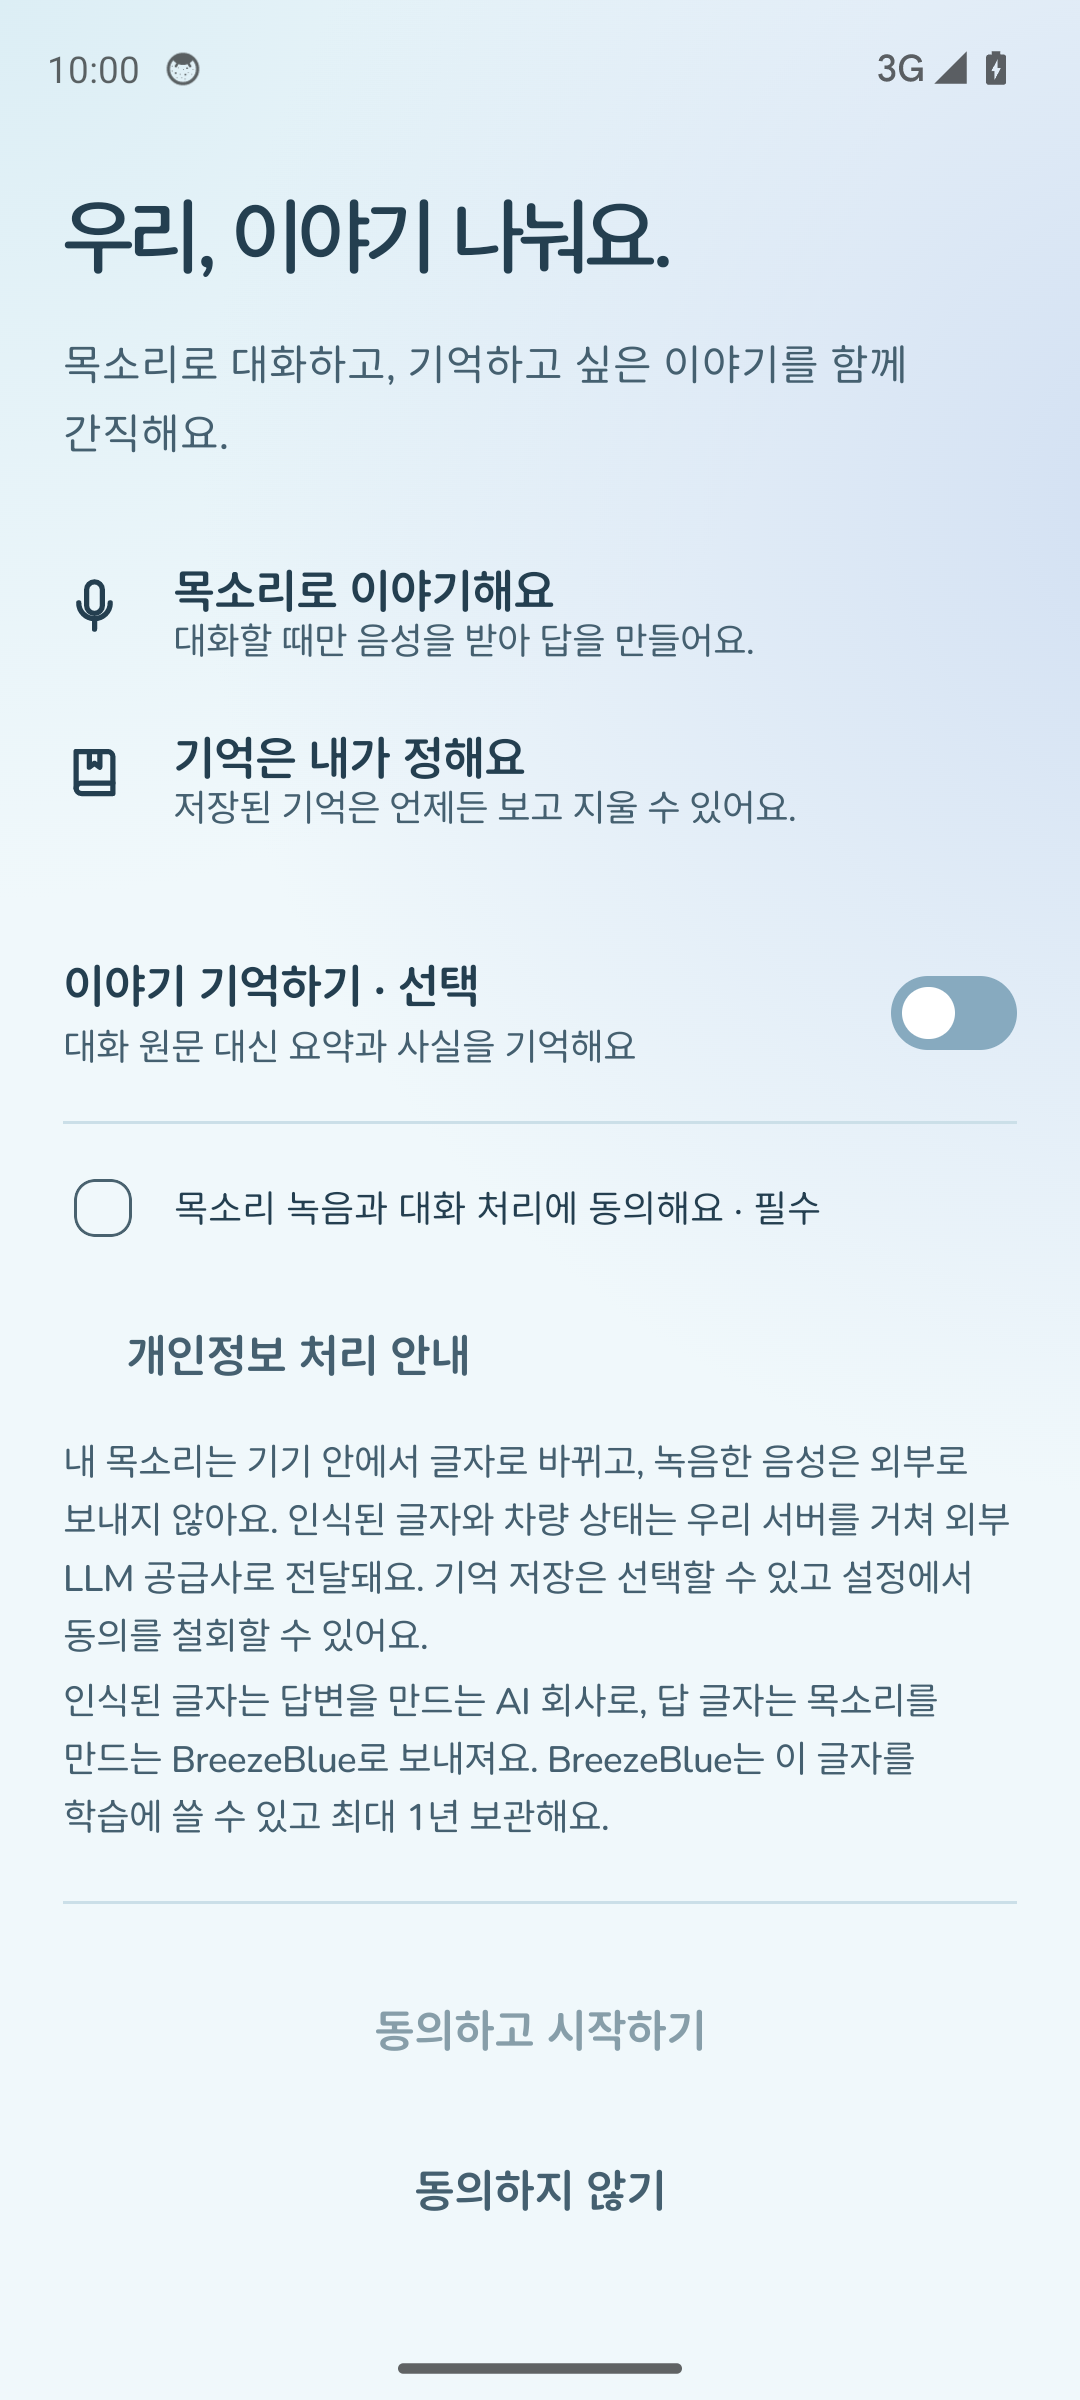 10:00
3G
우리, 이야기 나눠요.
목소리로 대화하고, 기억하고 싶은 이야기를 함께
간직해요.
목소리로 이야기해요
대화할 때만 음성을 받아 답을 만들어요.
기억은 내가 정해요
저장된 기억은 언제든 보고 지울 수 있어요.
이야기 기억하기 · 선택
대화 원문 대신 요약과 사실을 기억해요
목소리 녹음과 대화 처리에 동의해요 · 필수
개인정보 처리 안내
내 목소리는 기기 안에서 글자로 바뀌고, 녹음한 음성은 외부로
보내지 않아요. 인식된 글자와 차량 상태는 우리 서버를 거쳐 외부
LLM 공급사로 전달돼요. 기억 저장은 선택할 수 있고 설정에서
동의를 철회할 수 있어요.
인식된 글자는 답변을 만드는 AI 회사로, 답 글자는 목소리를
만드는 BreezeBlue로 보내져요. BreezeBlue는 이 글자를
학습에 쓸 수 있고 최대 1년 보관해요.
동의하고 시작하기
동의하지 않기